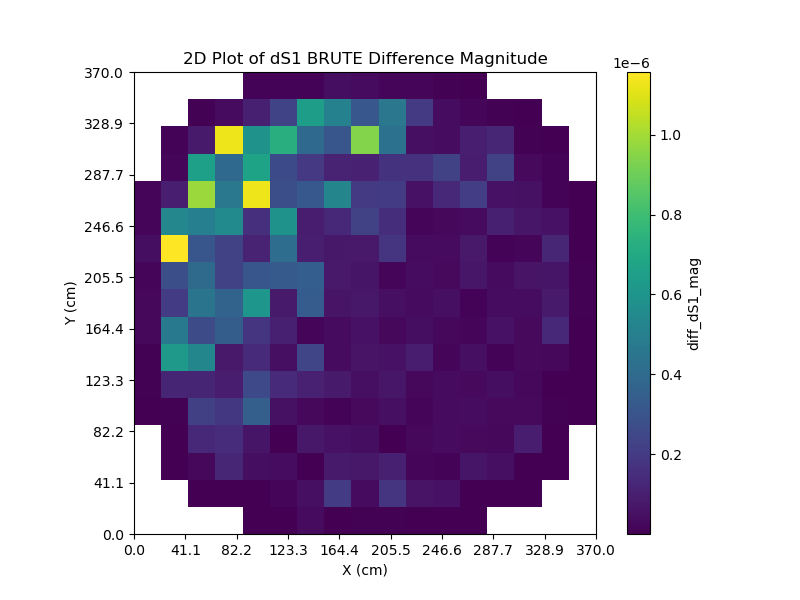 2D Plot of dS1 BRUTE Difference Magnitude
1e−6
370.0
328.9
287.7
246.6
205.5
164.4
123.3
82.2
41.1
0.0
Y (cm)
0.0 41.1 82.2 123.3 164.4 205.5 246.6 287.7 328.9 370.0
X (cm)
1.0
0.8
0.6
0.4
0.2
diff_dS1_mag